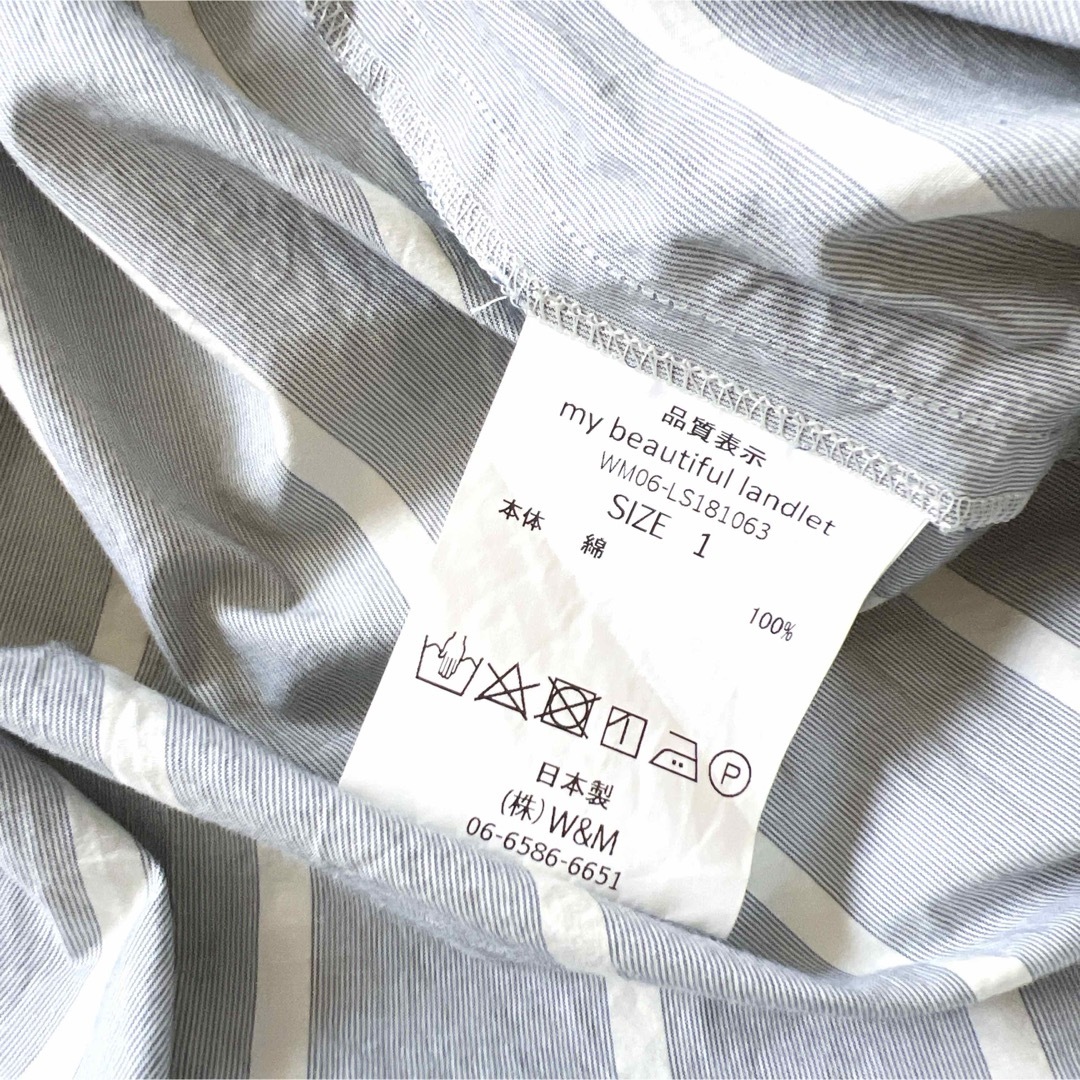 品質表示
my beautiful landlet
WM06-LS181063
SIZE 1
本体 綿 100%
P
日本製
(株)W&M
06-6586-6651